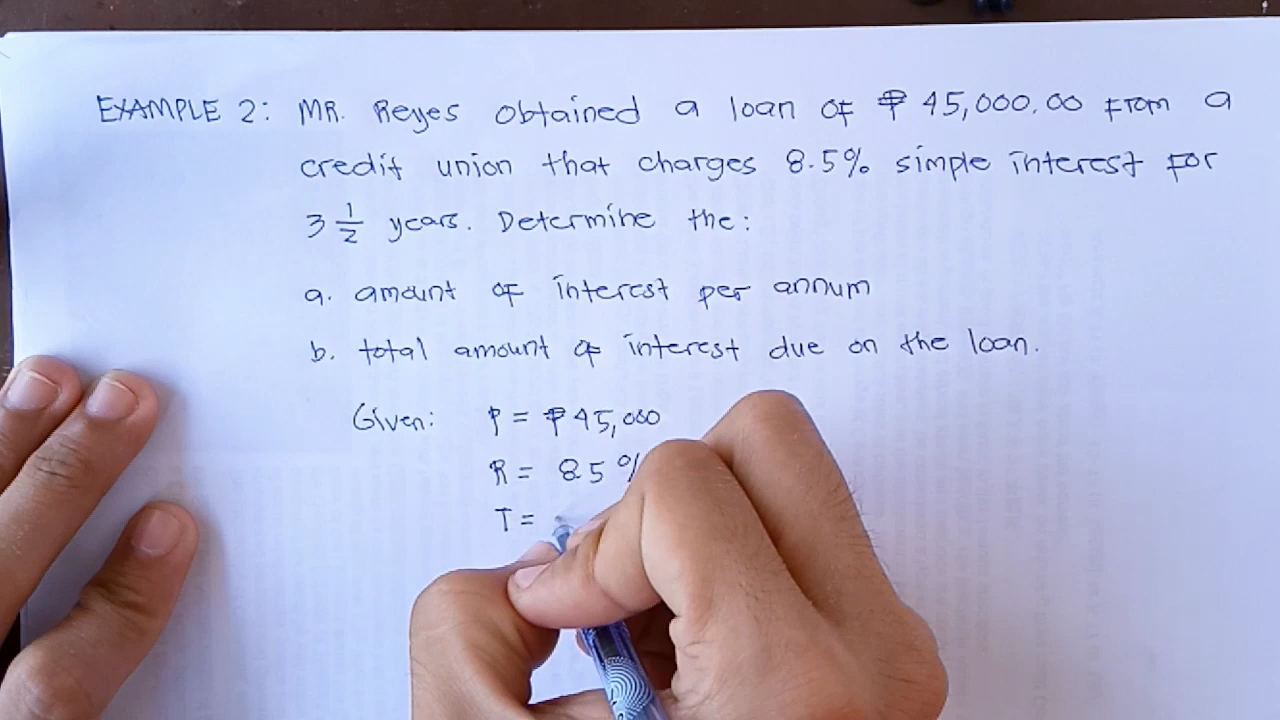 EXAMPLE 2: MR. Reyes obtained a loan of ₱ 45,000.00 from a
credit union that charges 8.5% simple interest for
3 1/2 years. Determine the:
a. amount of interest per annum
b. total amount of interest due on the loan.
Given: P = ₱45,000
R = 8.5%
T =